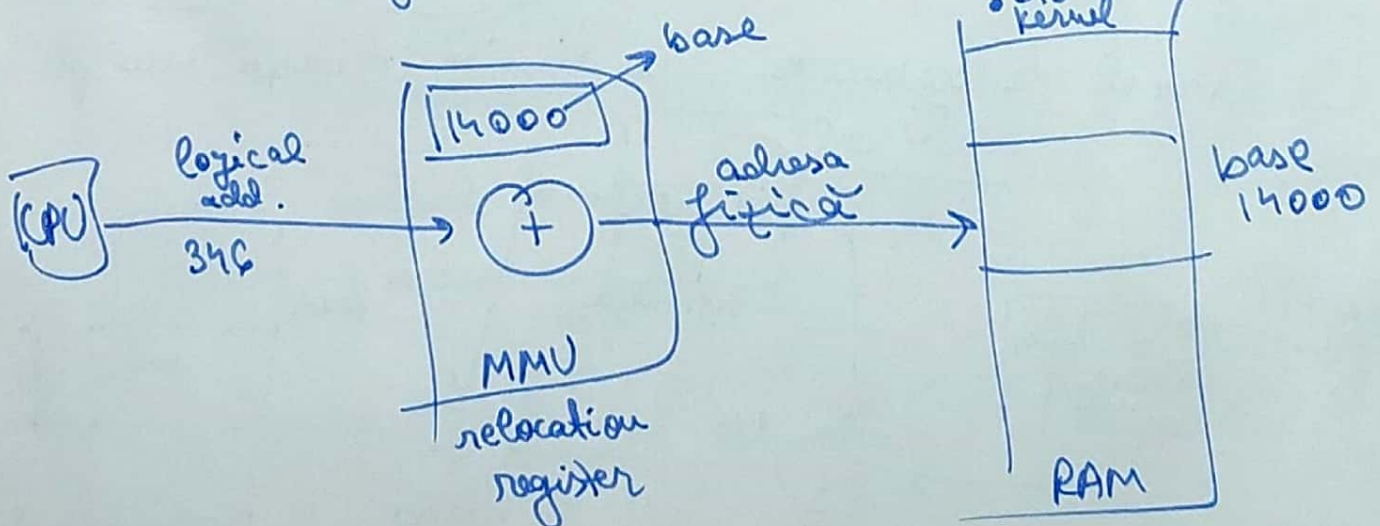 kernel
base
14000
logical
add.
CPU
346
+
adresa
fizică
base
14000
MMU
relocation
register
RAM